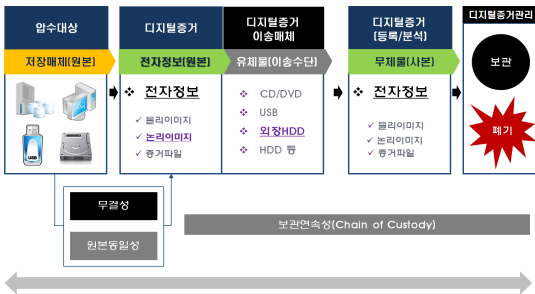 압수대상
저장매체(원본)
USB
디지털증거
전자정보(원본)
전자정보
물리이미지
논리이미지
증거파일
디지털증거
이송매체
유체물(이송수단)
CD/DVD
USB
외장HDD
HDD 등
디지털증거
(등록/분석)
무체물(사본)
전자정보
물리이미지
논리이미지
증거파일
디지털증거관리
보관
폐기
무결성
원본동일성
보관연속성(Chain of Custody)